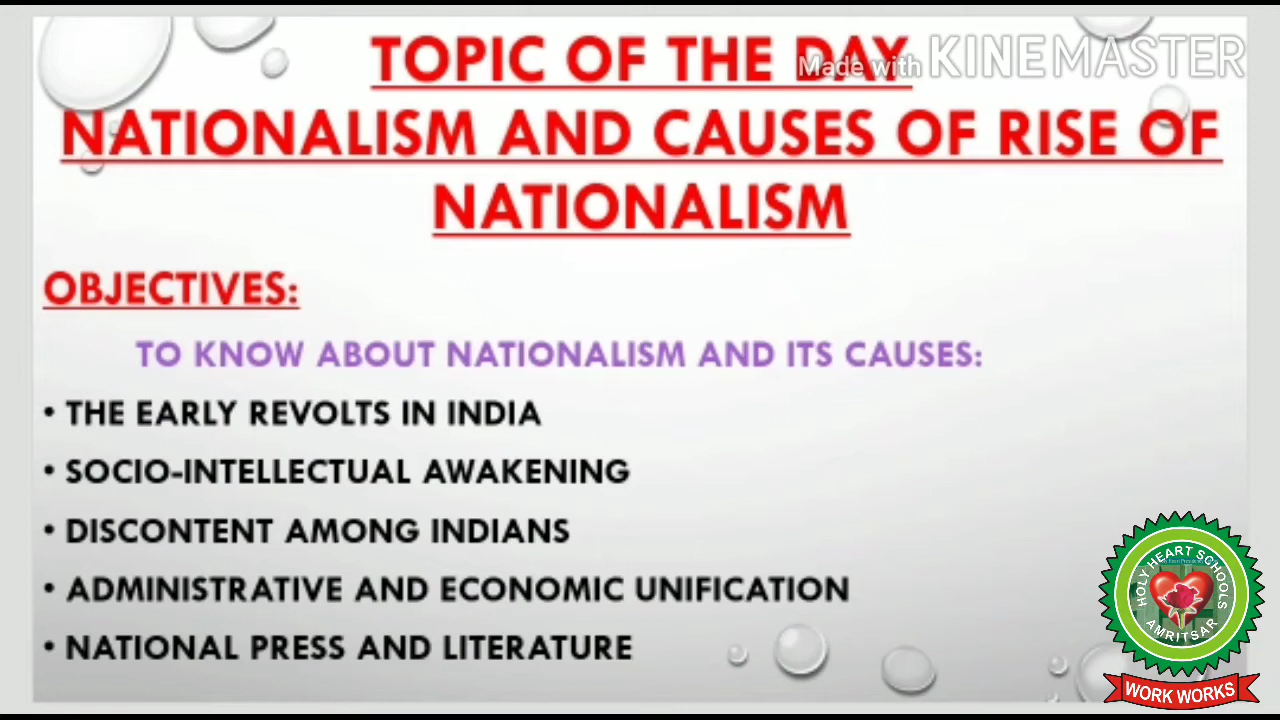 TOPIC OF THE DAY
Made with KINEMASTER
NATIONALISM AND CAUSES OF RISE OF
NATIONALISM
OBJECTIVES:
TO KNOW ABOUT NATIONALISM AND ITS CAUSES:
• THE EARLY REVOLTS IN INDIA
• SOCIO-INTELLECTUAL AWAKENING
• DISCONTENT AMONG INDIANS
• ADMINISTRATIVE AND ECONOMIC UNIFICATION
• NATIONAL PRESS AND LITERATURE
HOLY HEART SCHOOLS
AMRITSAR
WORK WORKS